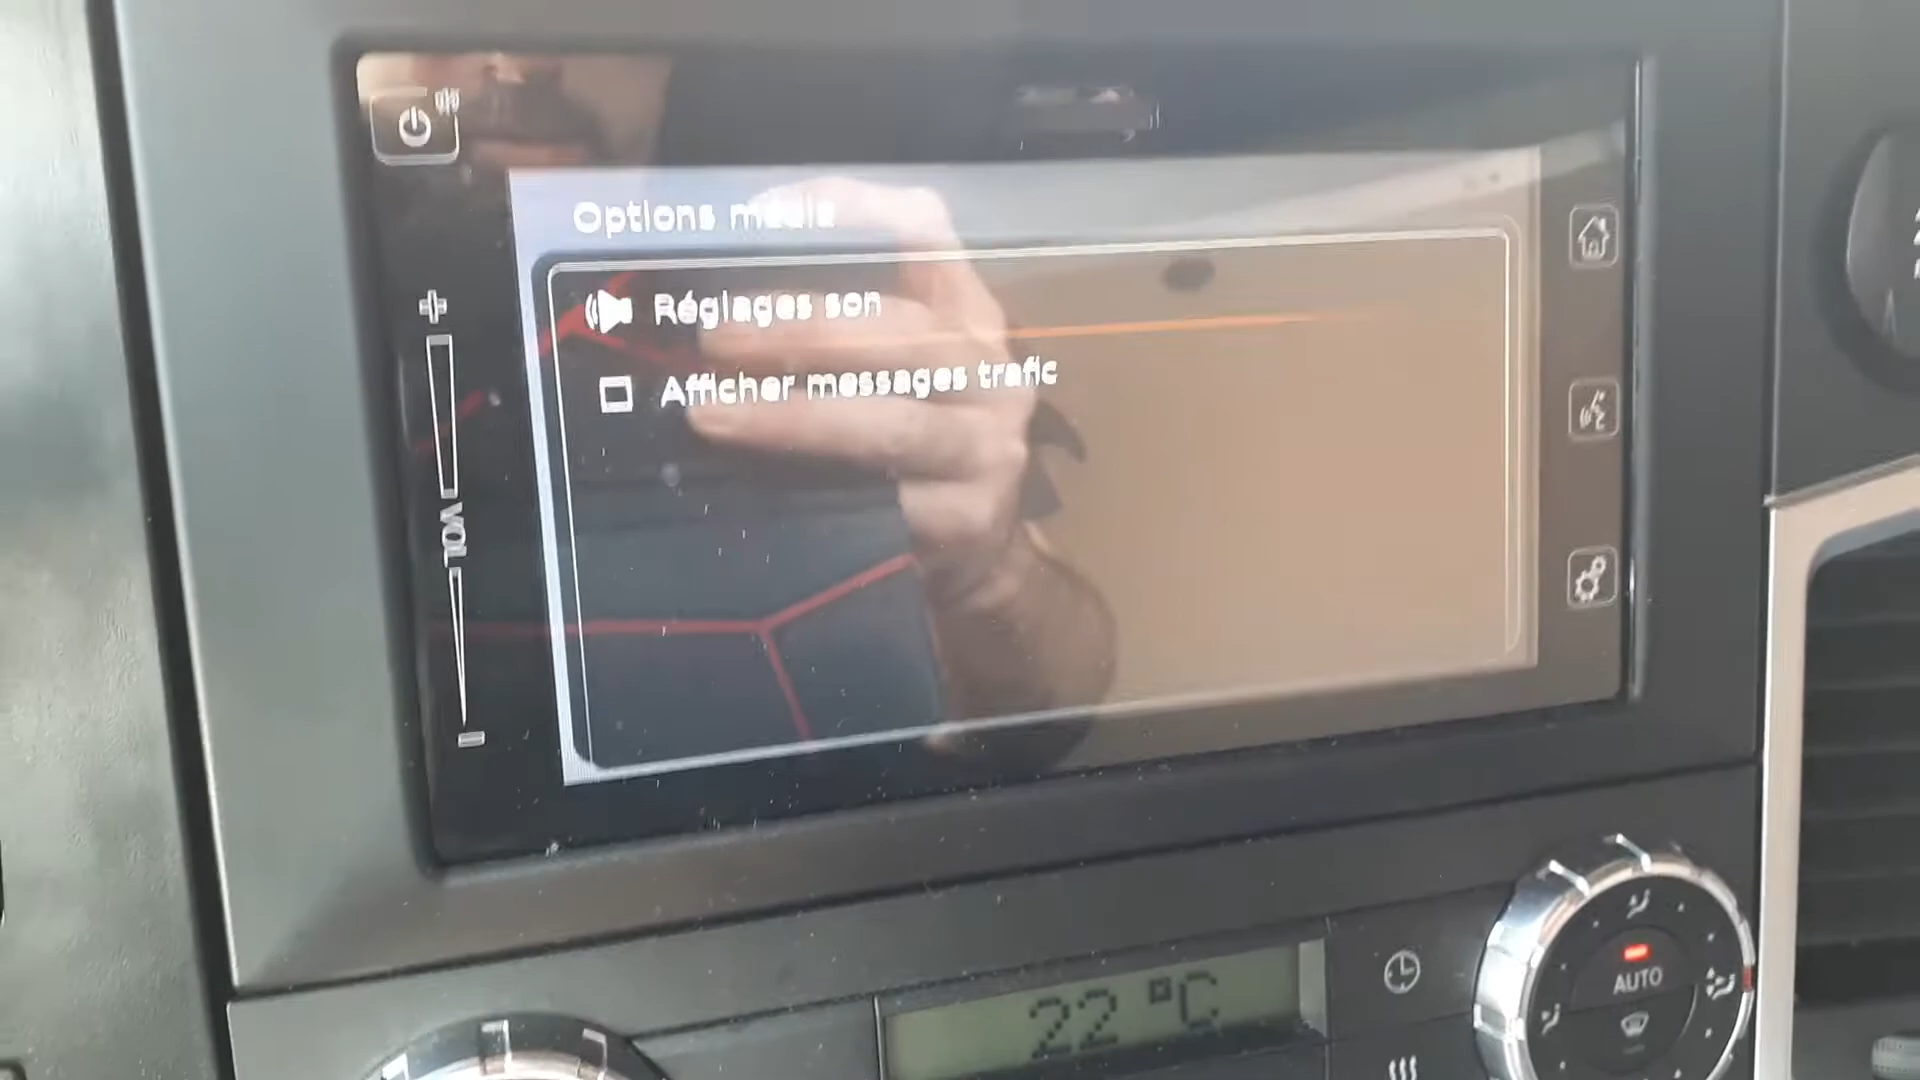 Options média
Réglages son
Afficher messages trafic
+
VOL
22 °C
AUTO